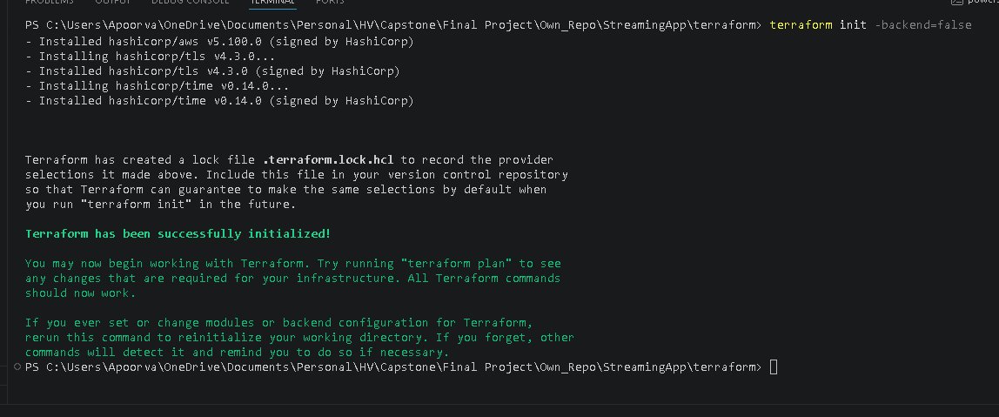 PROBLEMS OUTPUT DEBUG CONSOLE TERMINAL PORTS
PS C:\Users\Apoorva\OneDrive\Documents\Personal\HV\Capstone\Final Project\Own_Repo\StreamingApp\terraform> terraform init -backend=false
- Installed hashicorp/aws v5.100.0 (signed by HashiCorp)
- Installing hashicorp/tls v4.3.0...
- Installed hashicorp/tls v4.3.0 (signed by HashiCorp)
- Installing hashicorp/time v0.14.0...
- Installed hashicorp/time v0.14.0 (signed by HashiCorp)
Terraform has created a lock file .terraform.lock.hcl to record the provider
selections it made above. Include this file in your version control repository
so that Terraform can guarantee to make the same selections by default when
you run "terraform init" in the future.
Terraform has been successfully initialized!
You may now begin working with Terraform. Try running "terraform plan" to see
any changes that are required for your infrastructure. All Terraform commands
should now work.
If you ever set or change modules or backend configuration for Terraform,
rerun this command to reinitialize your working directory. If you forget, other
commands will detect it and remind you to do so if necessary.
PS C:\Users\Apoorva\OneDrive\Documents\Personal\HV\Capstone\Final Project\Own_Repo\StreamingApp\terraform>